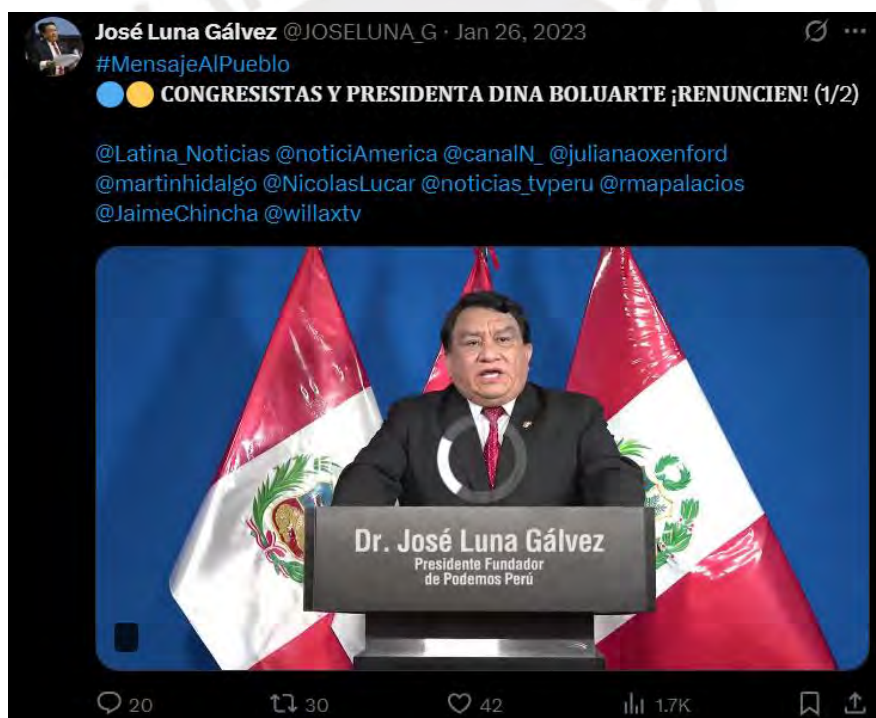 José Luna Gálvez @JOSELUNA_G · Jan 26, 2023
#MensajeAlPueblo
🔵🟡 CONGRESISTAS Y PRESIDENTA DINA BOLUARTE ¡RENUNCIEN! (1/2)
@Latina_Noticias @noticiAmerica @canalN_ @julianaoxenford
@martinhidalgo @NicolasLucar @noticias_tvperu @rmapalacios
@JaimeChincha @willaxtv
Dr. José Luna Gálvez
Presidente Fundador
de Podemos Perú
20 30 42 1.7K